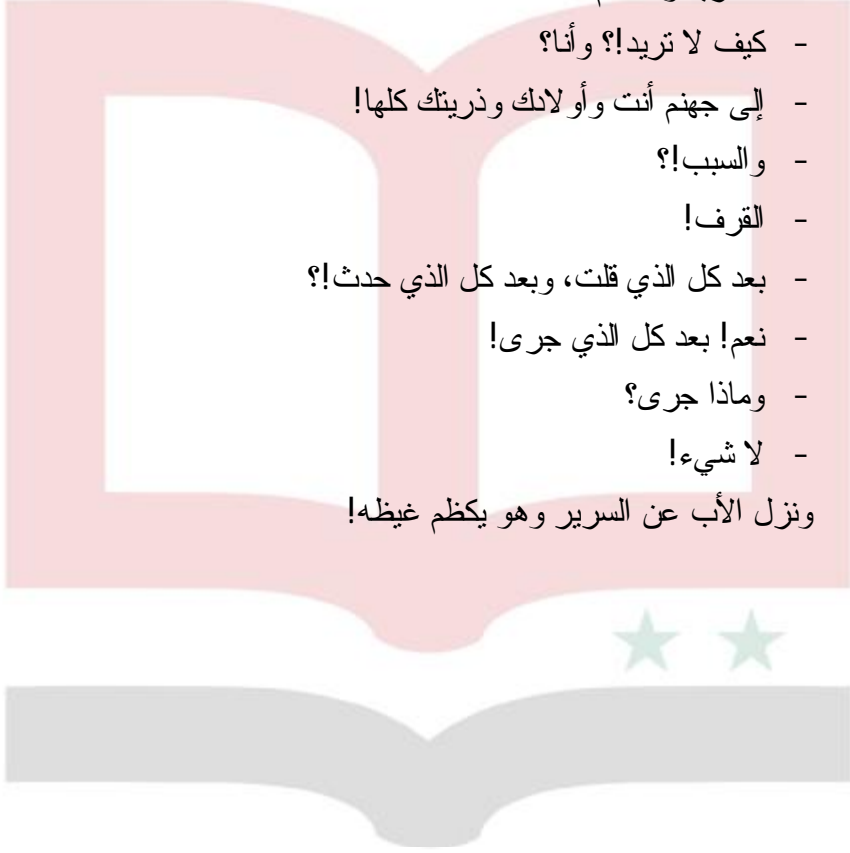 - كيف لا تريد!؟ وأنا؟
- إلى جهنم أنت وأولادك وذريتك كلها!
- والسبب!؟
- القرف!
- بعد كل الذي قلت، وبعد كل الذي حدث!؟
- نعم! بعد كل الذي جرى!
- وماذا جرى؟
- لا شيء!
ونزل الأب عن السرير وهو يكظم غيظه!